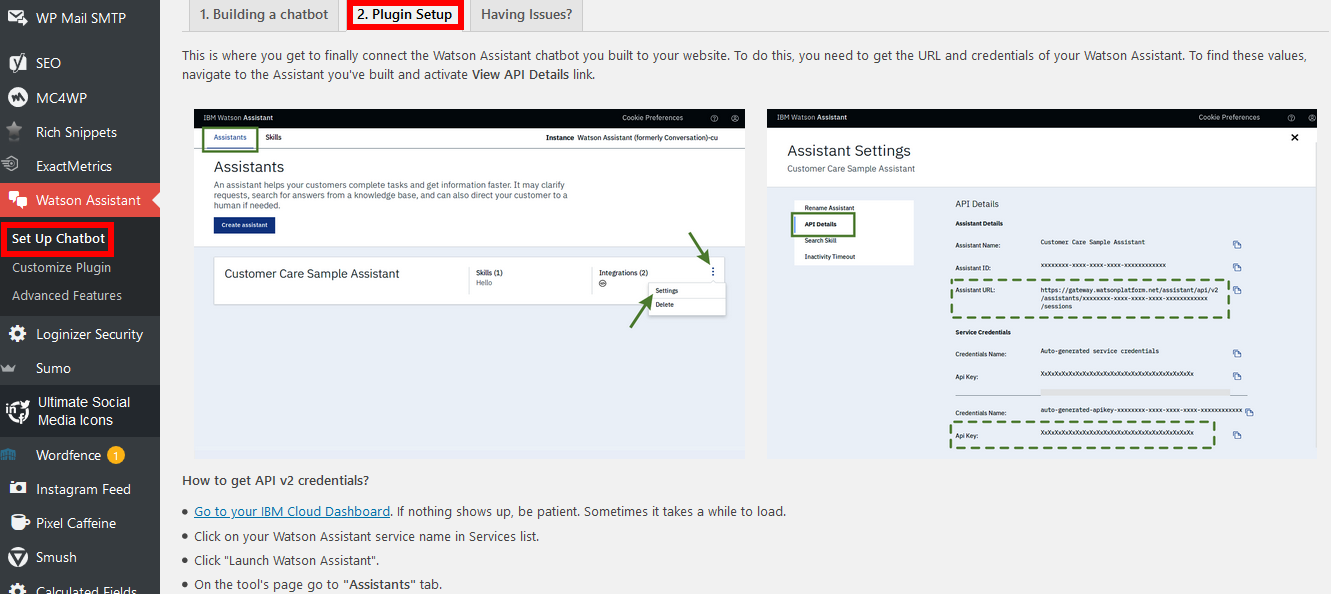 WP Mail SMTP
SEO
MC4WP
Rich Snippets
ExactMetrics
Watson Assistant
Set Up Chatbot
Customize Plugin
Advanced Features
Loginizer Security
Sumo
Ultimate Social
Media Icons
Wordfence 1
Instagram Feed
Pixel Caffeine
Smush
Calculated Fields
1. Building a chatbot
2. Plugin Setup
Having Issues?
This is where you get to finally connect the Watson Assistant chatbot you built to your website. To do this, you need to get the URL and credentials of your Watson Assistant. To find these values,
navigate to the Assistant you've built and activate View API Details link.
IBM Watson Assistant
Cookie Preferences
Assistants
Skills
Instance Watson Assistant (formerly Conversation)-cu
Assistants
An assistant helps your customers complete tasks and get information faster. It may clarify
requests, search for answers from a knowledge base, and can also direct your customer to a
human if needed.
Create assistant
Customer Care Sample Assistant
Skills (1)
Hello
Integrations (2)
Settings
Delete
IBM Watson Assistant
Cookie Preferences
Assistant Settings
Customer Care Sample Assistant
Rename Assistant
API Details
Search Skill
Inactivity Timeout
API Details
Assistant Details
Assistant Name: Customer Care Sample Assistant
Assistant ID: xxxxxxxx-xxxx-xxxx-xxxx-xxxxxxxxxxxx
Assistant URL: https://gateway.watsonplatform.net/assistant/api/v2
/assistants/xxxxxxxx-xxxx-xxxx-xxxx-xxxxxxxxxxxx
/sessions
Service Credentials
Credentials Name: Auto-generated service credentials
Api Key: XxXxXxXxXxXxXxXxXxXxXxXxXxXxXxXxXxXxXxXxXxXx
Credentials Name: auto-generated-apikey-xxxxxxxx-xxxx-xxxx-xxxx-xxxxxxxxxxxx
Api Key: XxXxXxXxXxXxXxXxXxXxXxXxXxXxXxXxXxXxXxXxXxXx
How to get API v2 credentials?
• Go to your IBM Cloud Dashboard. If nothing shows up, be patient. Sometimes it takes a while to load.
• Click on your Watson Assistant service name in Services list.
• Click "Launch Watson Assistant".
• On the tool's page go to "Assistants" tab.